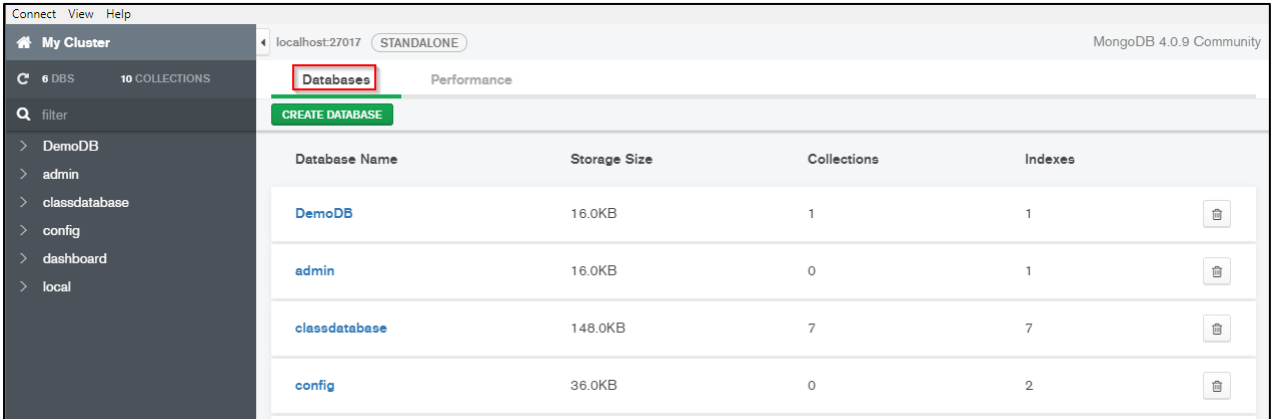 Connect View Help
My Cluster
localhost:27017 STANDALONE MongoDB 4.0.9 Community
6 DBS 10 COLLECTIONS
Databases Performance
filter
CREATE DATABASE
DemoDB
admin
classdatabase
config
dashboard
local
Database Name Storage Size Collections Indexes
DemoDB 16.0KB 1 1
admin 16.0KB 0 1
classdatabase 148.0KB 7 7
config 36.0KB 0 2